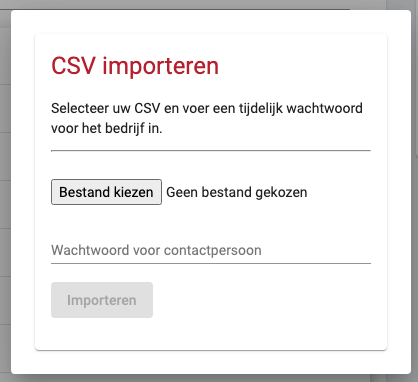 CSV importeren
Selecteer uw CSV en voer een tijdelijk wachtwoord
voor het bedrijf in.
Bestand kiezen Geen bestand gekozen
Wachtwoord voor contactpersoon
Importeren